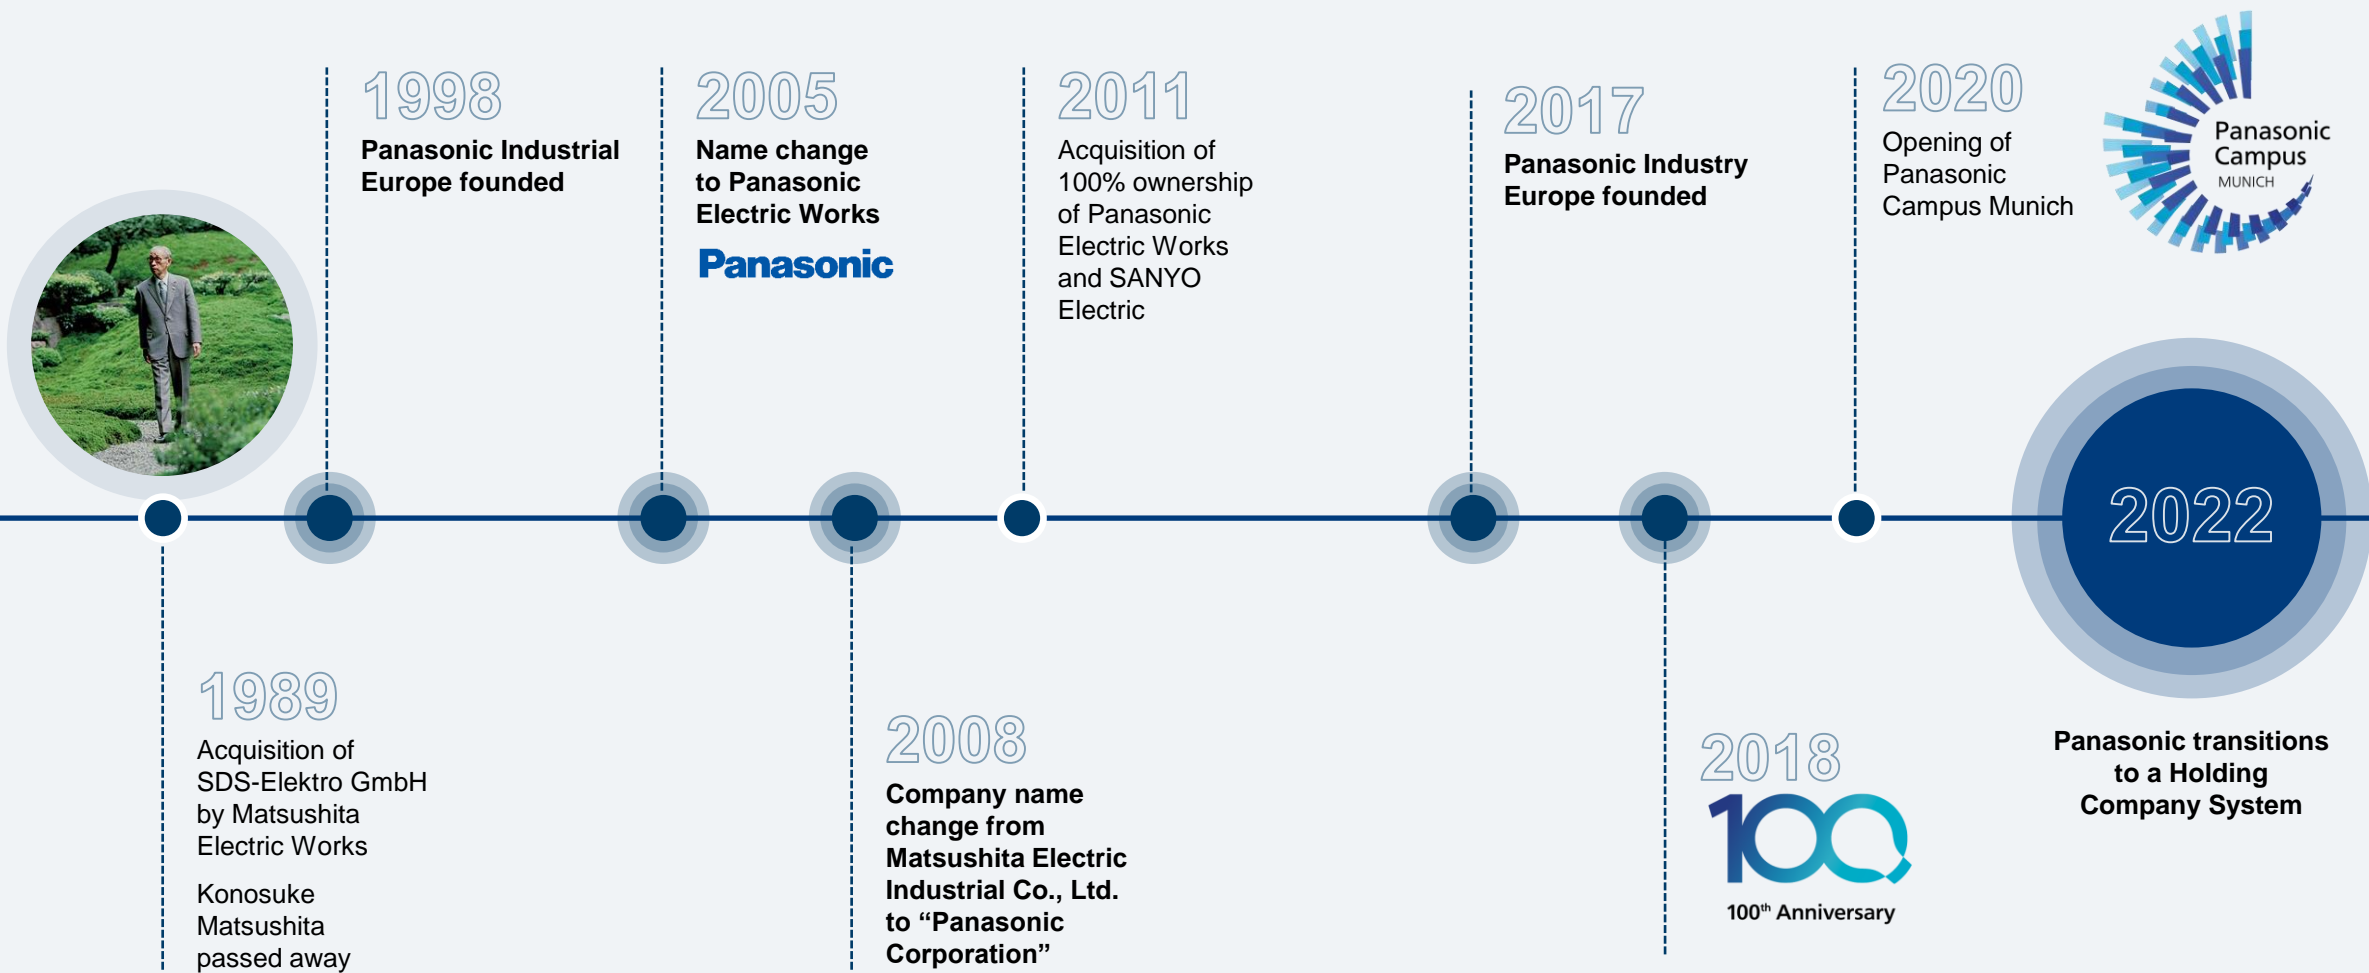 1998
Panasonic Industrial
Europe founded
2005
Name change
to Panasonic
Electric Works
Panasonic
2011
Acquisition of
100% ownership
of Panasonic
Electric Works
and SANYO
Electric
2017
Panasonic Industry
Europe founded
2020
Opening of
Panasonic
Campus Munich
Panasonic
Campus
MUNICH
1989
Acquisition of
SDS-Elektro GmbH
by Matsushita
Electric Works
Konosuke
Matsushita
passed away
2008
Company name
change from
Matsushita Electric
Industrial Co., Ltd.
to “Panasonic
Corporation”
2018
100
100th Anniversary
2022
Panasonic transitions
to a Holding
Company System